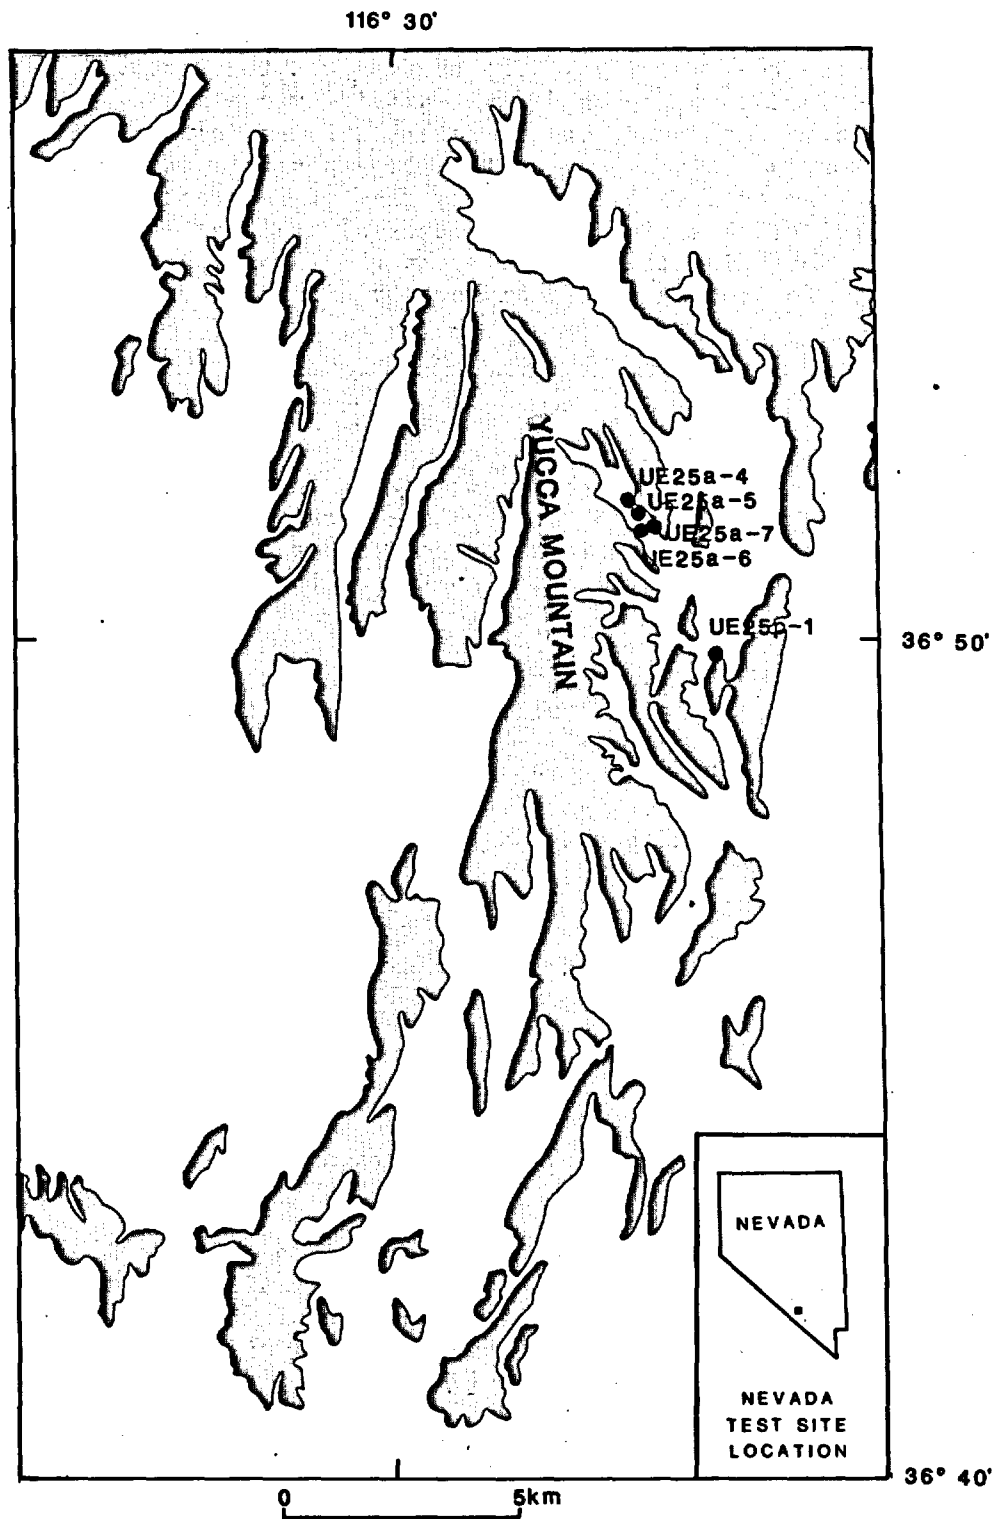 116° 30'
YUCCA MOUNTAIN
UE25a-4
UE25a-5
UE25a-7
UE25a-6
UE25p-1
36° 50'
NEVADA
NEVADA
TEST SITE
LOCATION
36° 40'
0 5km